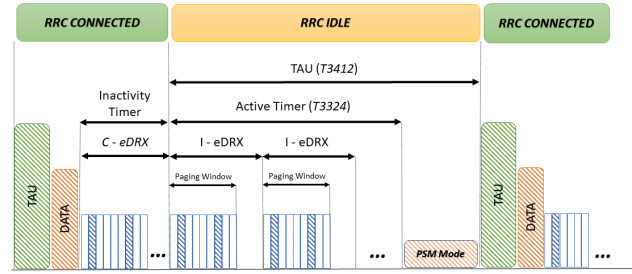 RRC CONNECTED
RRC IDLE
RRC CONNECTED
TAU (T3412)
Inactivity
Timer
Active Timer (T3324)
C - eDRX
I - eDRX
I - eDRX
Paging Window
Paging Window
TAU
DATA
...
...
PSM Mode
TAU
DATA
...